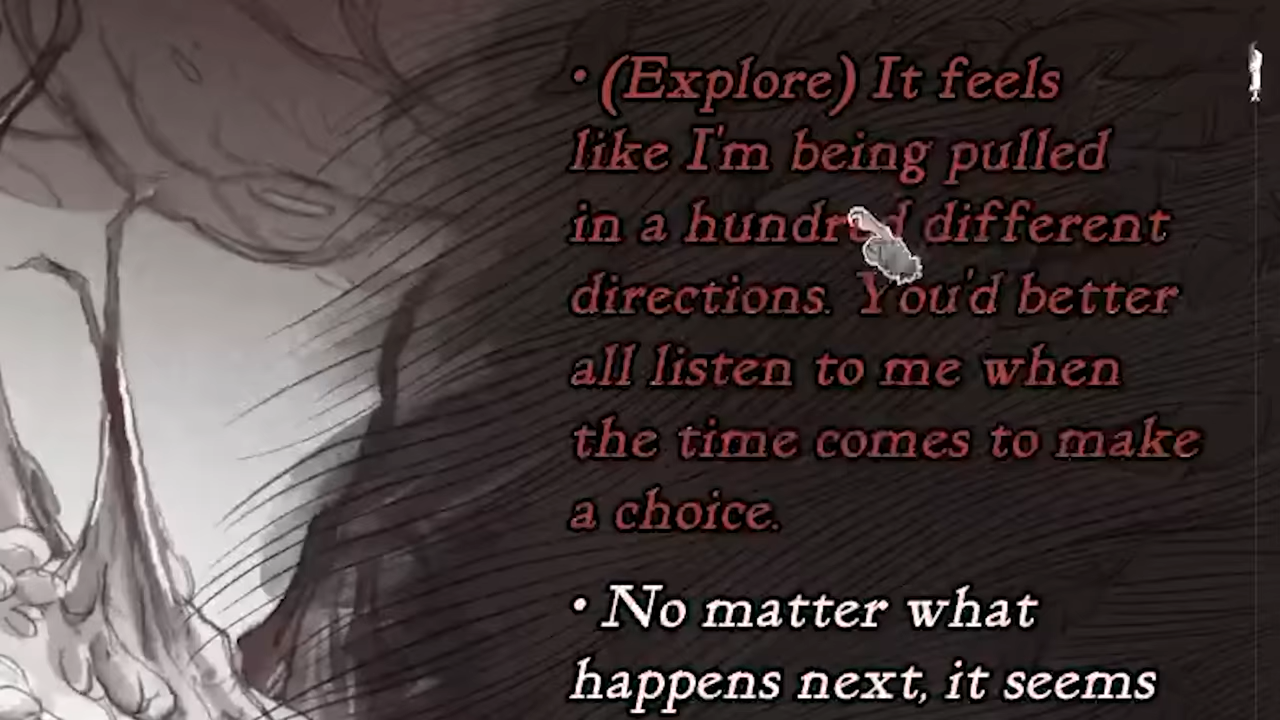 • (Explore) It feels
like I'm being pulled
in a hundred different
directions. You'd better
all listen to me when
the time comes to make
a choice.
• No matter what
happens next, it seems